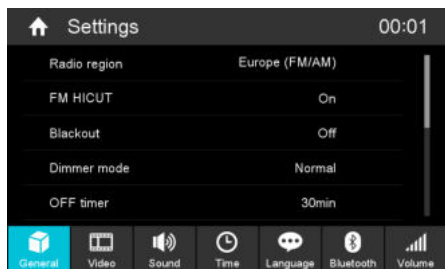 Settings 00:01
Radio region Europe (FM/AM)
FM HICUT On
Blackout Off
Dimmer mode Normal
OFF timer 30min
General Video Sound Time Language Bluetooth Volume